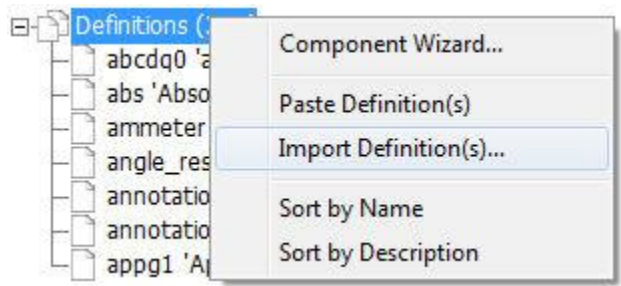 Definitions (
abcdq0 'a
abs 'Abso
ammeter
angle_res
annotatio
annotatio
appg1 'A
Component Wizard...
Paste Definition(s)
Import Definition(s)...
Sort by Name
Sort by Description